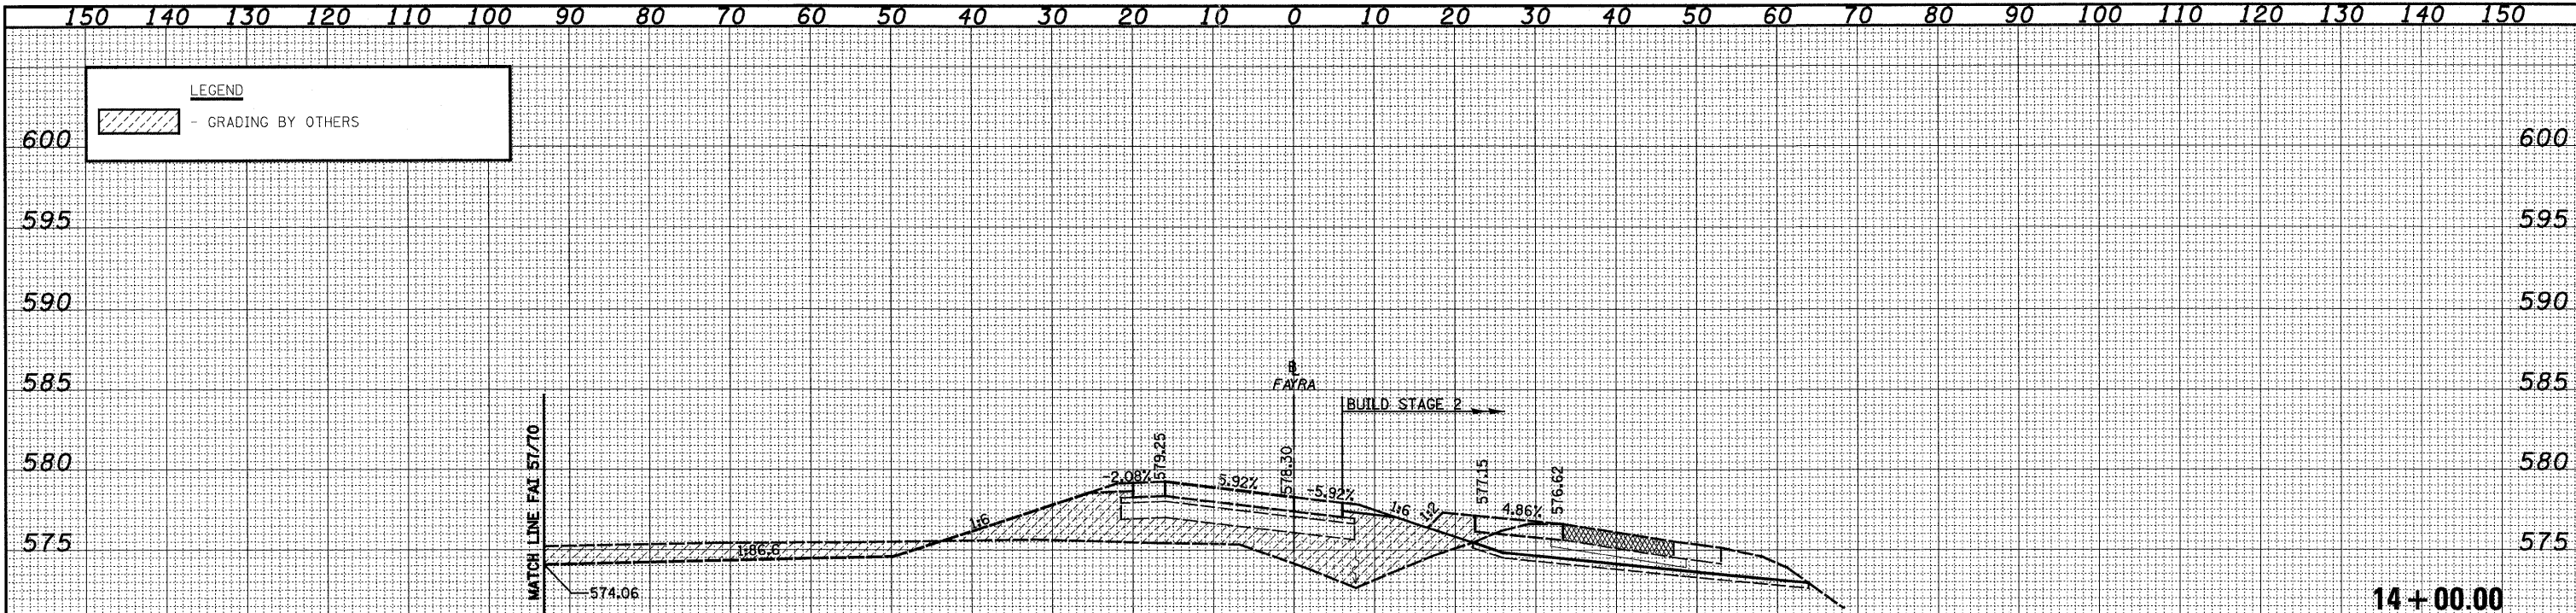 150 140 130 120 110 100 90 80 70 60 50 40 30 20 10 0 10 20 30 40 50 60 70 80 90 100 110 120 130 140 150
LEGEND
- GRADING BY OTHERS
600 600
595 595
590 590
585 585
580 580
575 575
℄
FAYRA
BUILD STAGE 2
MATCH LINE FAI 57/70
574.06
1:86.6
1:6
-2.08%
579.25
5.92%
578.30
-5.92%
1:6
1:2
577.15
4.86%
576.62
14 + 00.00